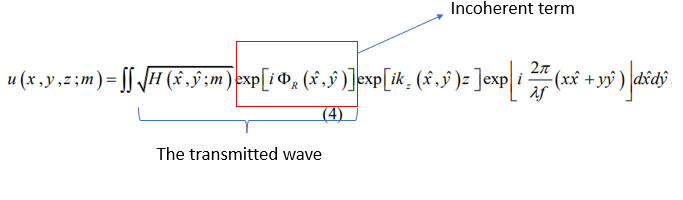 Incoherent term
u(x,y,z;m)=∬√H(x̂,ŷ;m)exp[iΦ_R(x̂,ŷ)]exp[ik_z(x̂,ŷ)z]exp[i 2π/λf (xx̂+yŷ)]dx̂dŷ
(4)
The transmitted wave